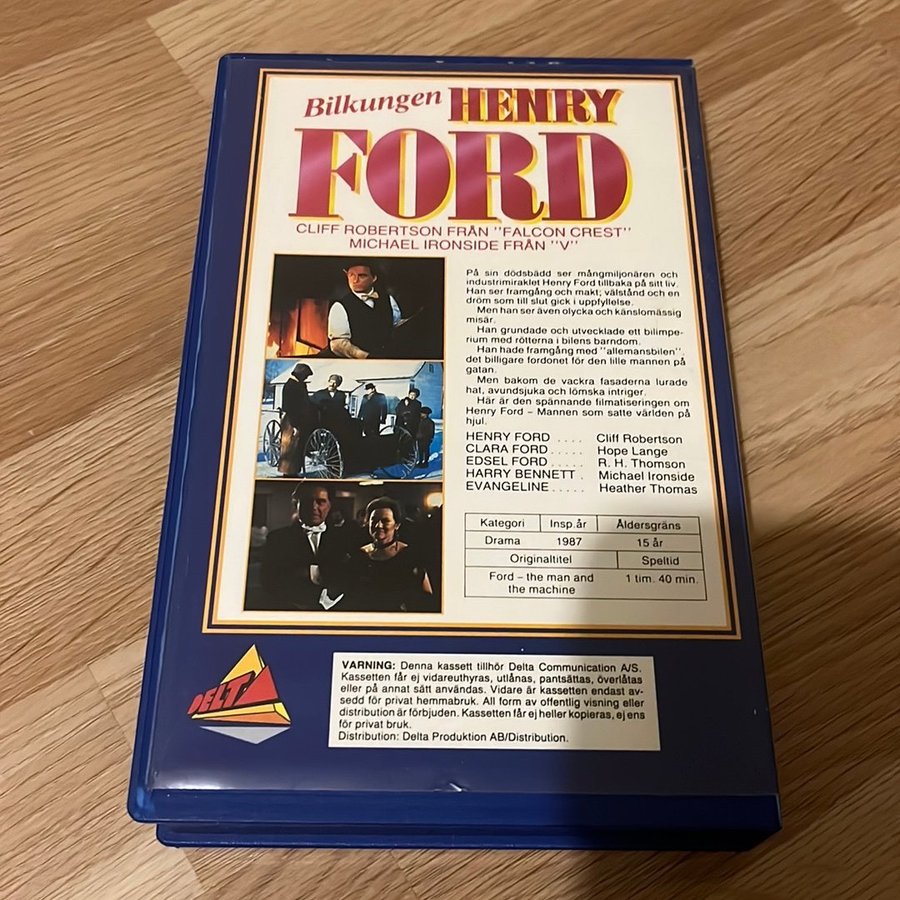 Bilkungen HENRY
FORD
CLIFF ROBERTSON FRÅN "FALCON CREST"
MICHAEL IRONSIDE FRÅN "V"
På sin dödsbädd ser mångmiljonären och
industrimiraklet Henry Ford tillbaka på sitt liv.
Han ser framgång och makt; välstånd och en
dröm som till slut gick i uppfyllelse.
Men han ser även olycka och känslomässig
misär.
Han grundade och utvecklade ett bilimpe-
rium med rötterna i bilens barndom.
Han hade framgång med "allemansbilen",
det billigare fordonet för den lille mannen på
gatan.
Men bakom de vackra fasaderna lurade
hat, avundsjuka och lömska intriger.
Här är den spännande filmatiseringen om
Henry Ford – Mannen som satte världen på
hjul.
HENRY FORD .... Cliff Robertson
CLARA FORD ..... Hope Lange
EDSEL FORD ..... R. H. Thomson
HARRY BENNETT . Michael Ironside
EVANGELINE ..... Heather Thomas
Kategori Insp.år Åldersgräns
Drama 1987 15 år
Originaltitel Speltid
Ford – the man and 1 tim. 40 min.
the machine
DELTA
VARNING: Denna kassett tillhör Delta Communication A/S.
Kassetten får ej vidareuthyras, utlånas, pantsättas, överlåtas
eller på annat sätt användas. Vidare är kassetten endast av-
sedd för privat hemmabruk. All form av offentlig visning eller
distribution är förbjuden. Kassetten får ej heller kopieras, ej ens
för privat bruk.
Distribution: Delta Produktion AB/Distribution.